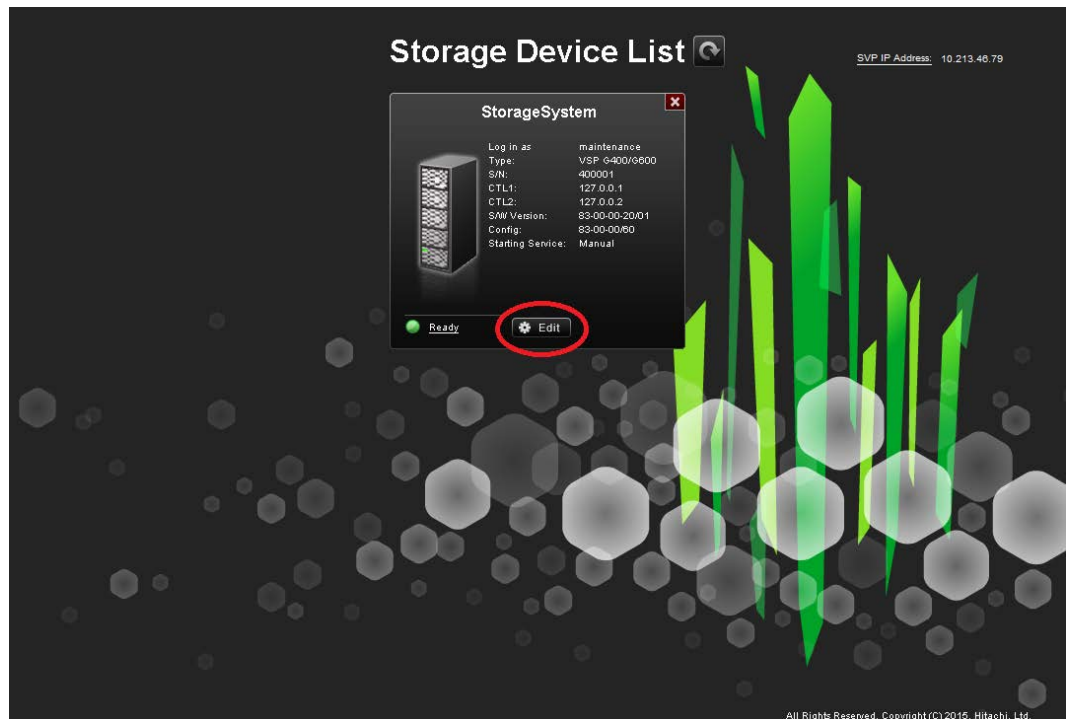 Storage Device List
SVP IP Address: 10.213.46.79
StorageSystem
Log in as maintenance
Type: VSP G400/G600
S/N: 400001
CTL1: 127.0.0.1
CTL2: 127.0.0.2
S/W Version: 83-00-00-20/01
Config: 83-00-00/60
Starting Service: Manual
Ready
Edit
All Rights Reserved. Copyright (C) 2015, Hitachi, Ltd.